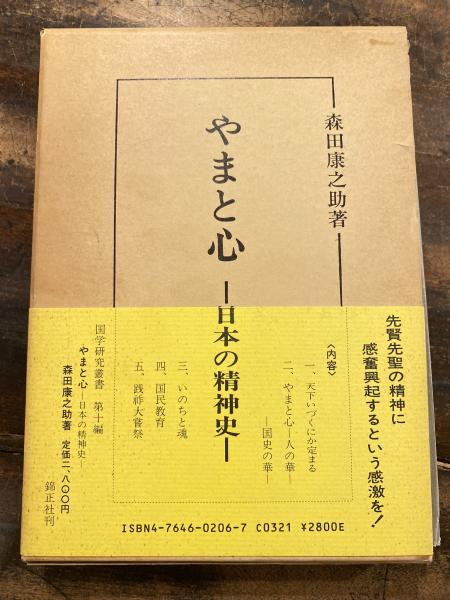 森田康之助著
やまと心
―日本の精神史―
先賢先聖の精神に
感奮興起するという感激を!
〈内容〉
一、天下いづくにか定まる
二、やまと心―人の華―
―国史の華―
三、いのちと魂
四、国民教育
五、践祚大嘗祭
国学研究叢書 第十編
やまと心―日本の精神史―
森田康之助著 定価二、八〇〇円
錦正社刊
ISBN4-7646-0206-7 C0321 ¥2800E